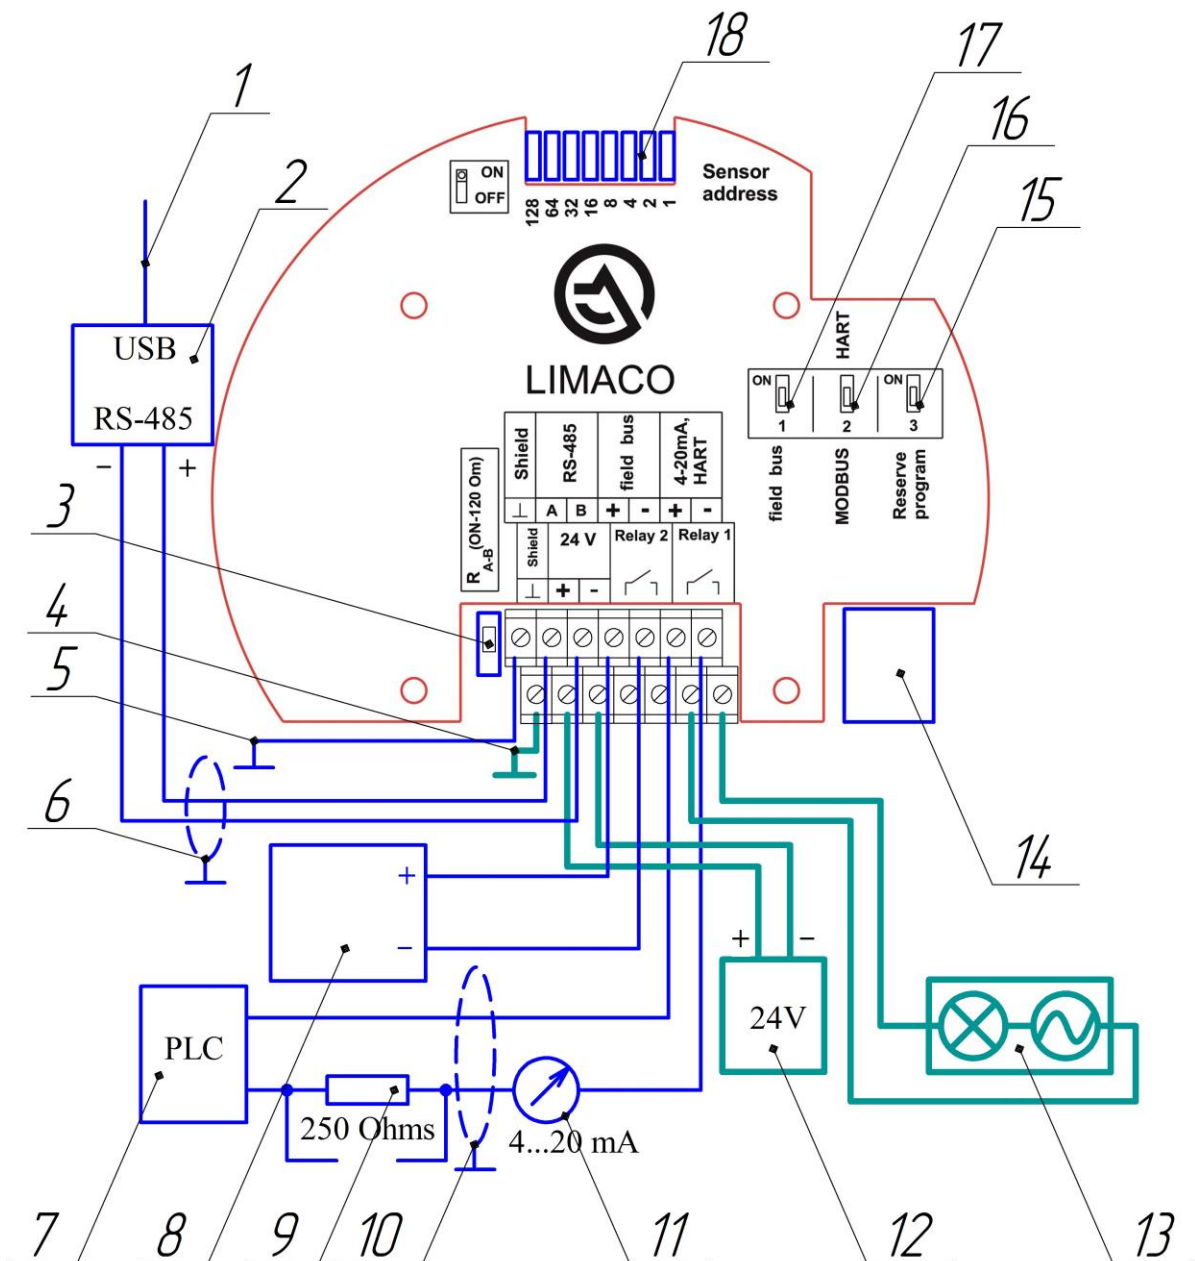 18
17
1
16
2
15
ON
OFF
128
64
32
16
8
4
2
1
Sensor
address
LIMACO
HART
ON
ON
1
2
3
field bus
MODBUS
Reserve
program
USB
RS-485
-
+
Shield
RS-485
field bus
4-20mA,
HART
⊥
A
B
+
-
+
-
R A-B (ON-120 Om)
Shield
24 V
Relay 2
Relay 1
⊥
+
-
3
4
5
6
14
+
−
+
−
PLC
24V
250 Ohms
4...20 mA
7
8
9
10
11
12
13